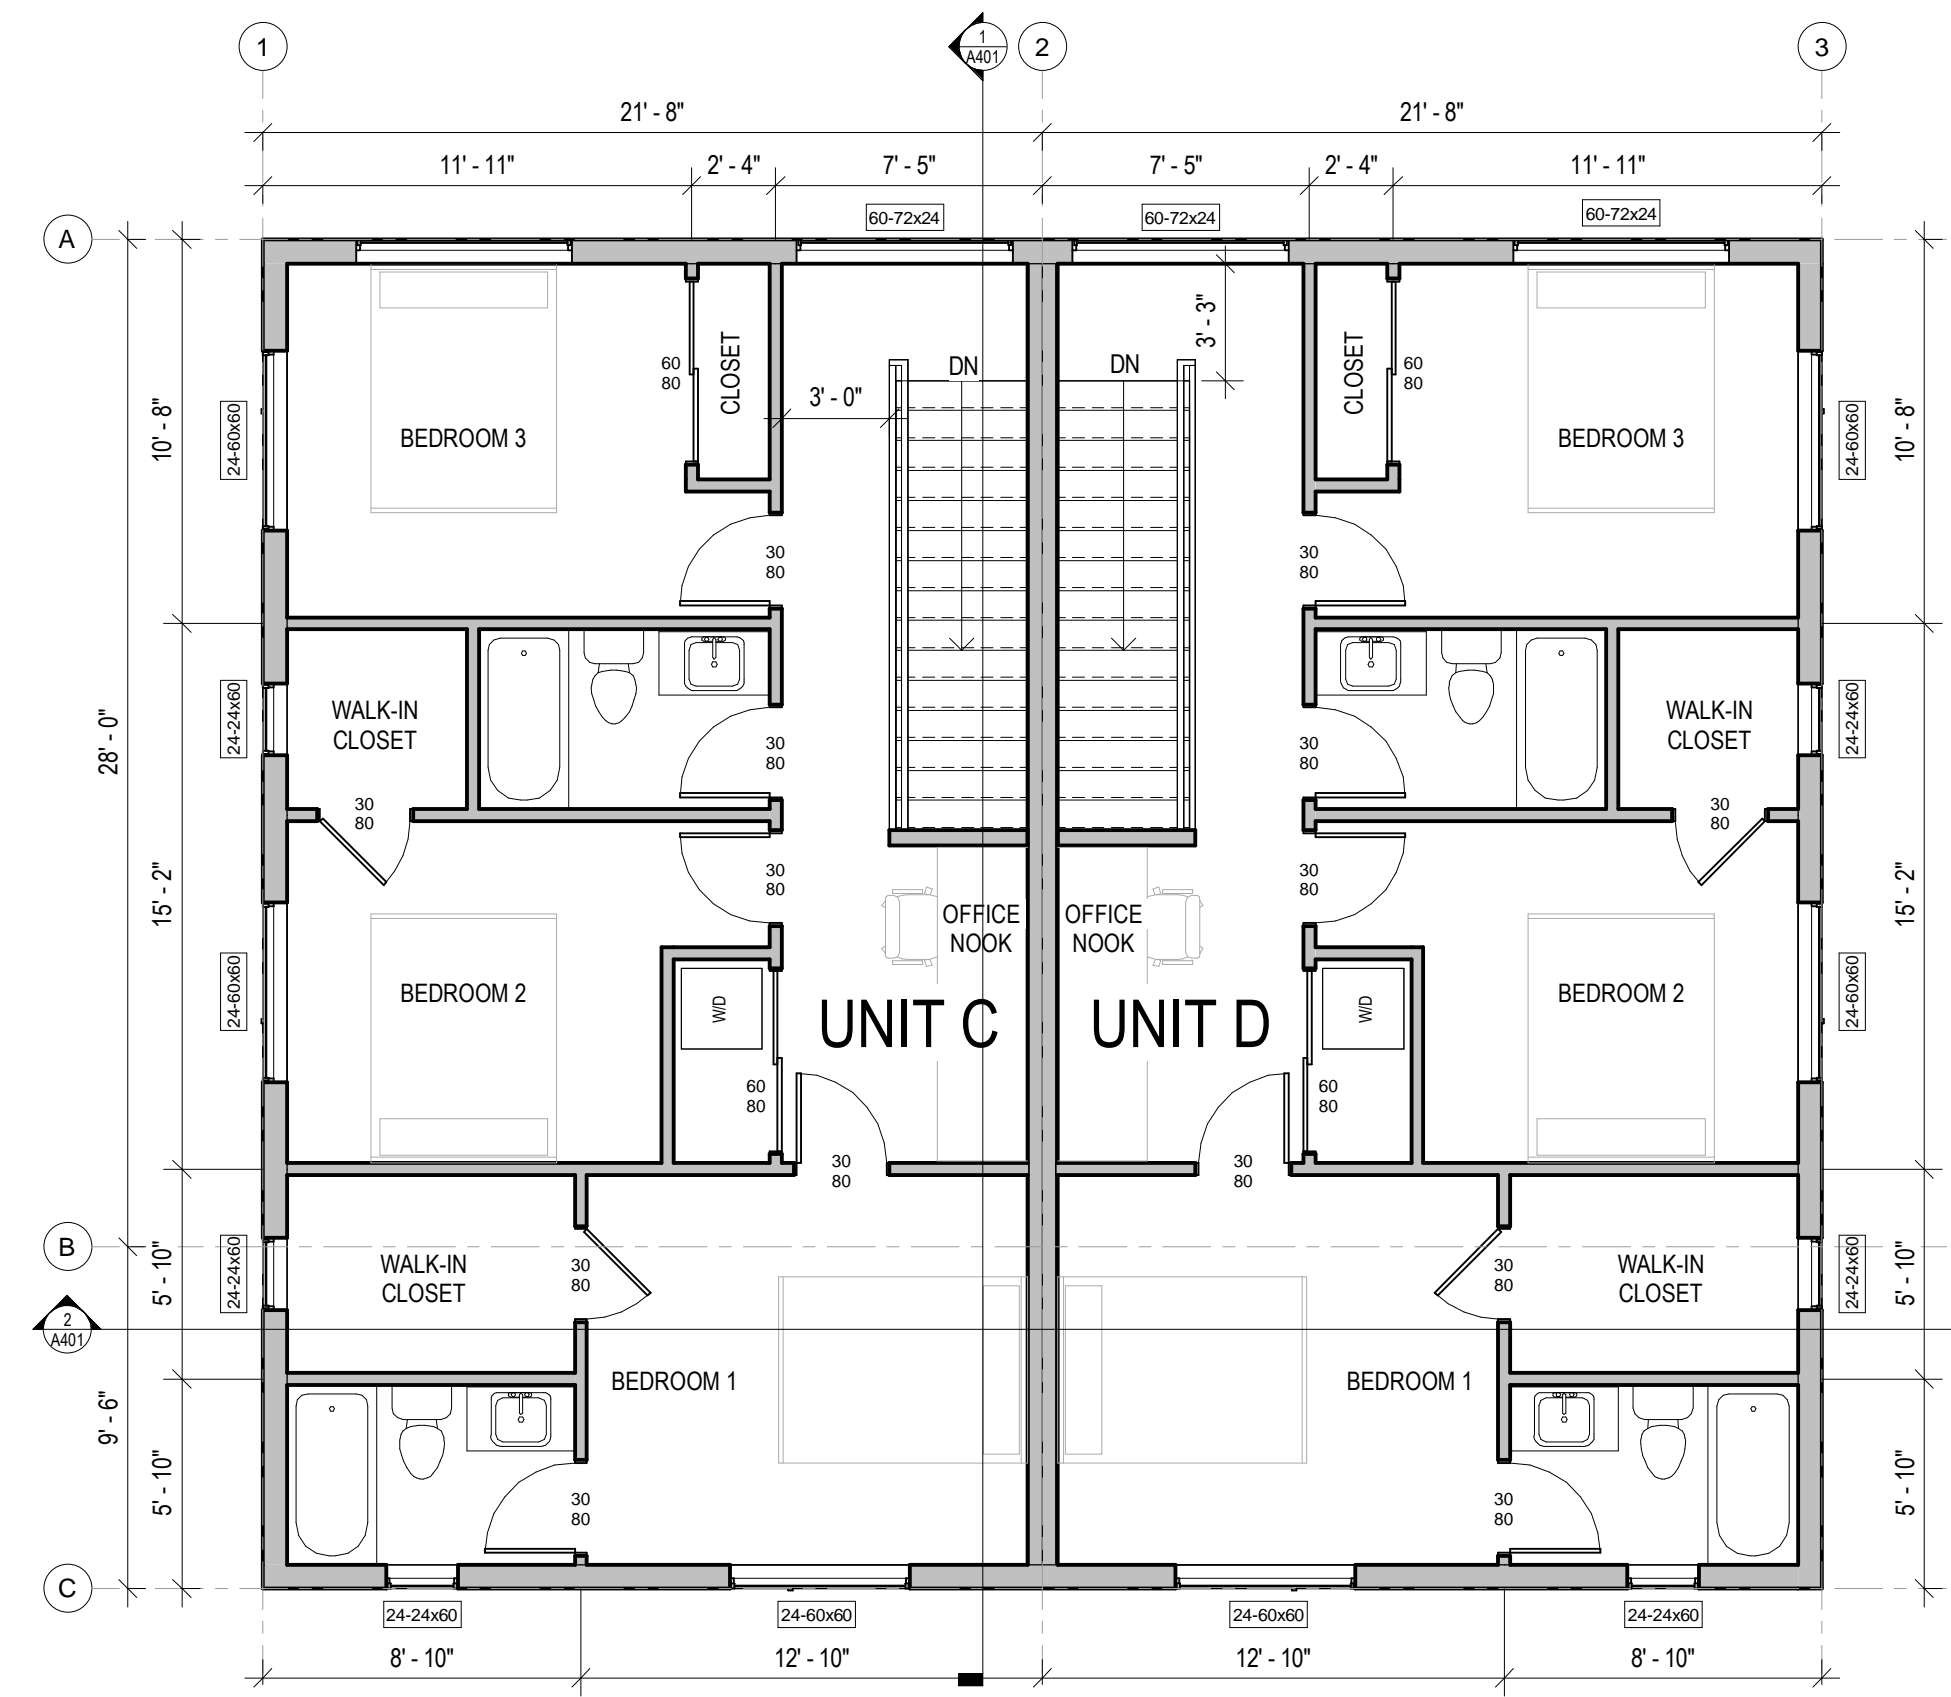 1
1
A401
2
3
21' - 8"
21' - 8"
11' - 11"
2' - 4"
7' - 5"
7' - 5"
2' - 4"
11' - 11"
60-72x24
60-72x24
60-72x24
A
3' - 3"
DN
DN
CLOSET
CLOSET
60
80
60
80
3' - 0"
10' - 8"
24-60x60
BEDROOM 3
BEDROOM 3
24-60x60
10' - 8"
30
80
30
80
28' - 0"
24-24x60
WALK-IN
CLOSET
30
80
30
80
WALK-IN
CLOSET
24-24x60
30
80
30
80
15' - 2"
30
80
30
80
15' - 2"
OFFICE
NOOK
OFFICE
NOOK
24-60x60
BEDROOM 2
W/D
UNIT C
UNIT D
W/D
BEDROOM 2
24-60x60
60
80
60
80
30
80
30
80
B
5' - 10"
24-24x60
WALK-IN
CLOSET
30
80
30
80
WALK-IN
CLOSET
24-24x60
5' - 10"
2
A401
BEDROOM 1
BEDROOM 1
9' - 6"
5' - 10"
30
80
30
80
5' - 10"
C
24-24x60
24-60x60
24-60x60
24-24x60
8' - 10"
12' - 10"
12' - 10"
8' - 10"